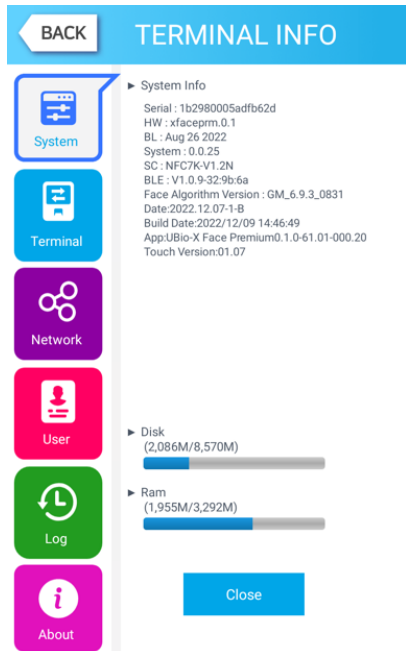 BACK
TERMINAL INFO
System
Terminal
Network
User
Log
About
► System Info
Serial : 1b2980005adfb62d
HW : xfaceprm.0.1
BL : Aug 26 2022
System : 0.0.25
SC : NFC7K-V1.2N
BLE : V1.0.9-32:9b:6a
Face Algorithm Version : GM_6.9.3_0831
Date:2022.12.07-1-B
Build Date:2022/12/09 14:46:49
App:UBio-X Face Premium0.1.0-61.01-000.20
Touch Version:01.07
► Disk
(2,086M/8,570M)
► Ram
(1,955M/3,292M)
Close